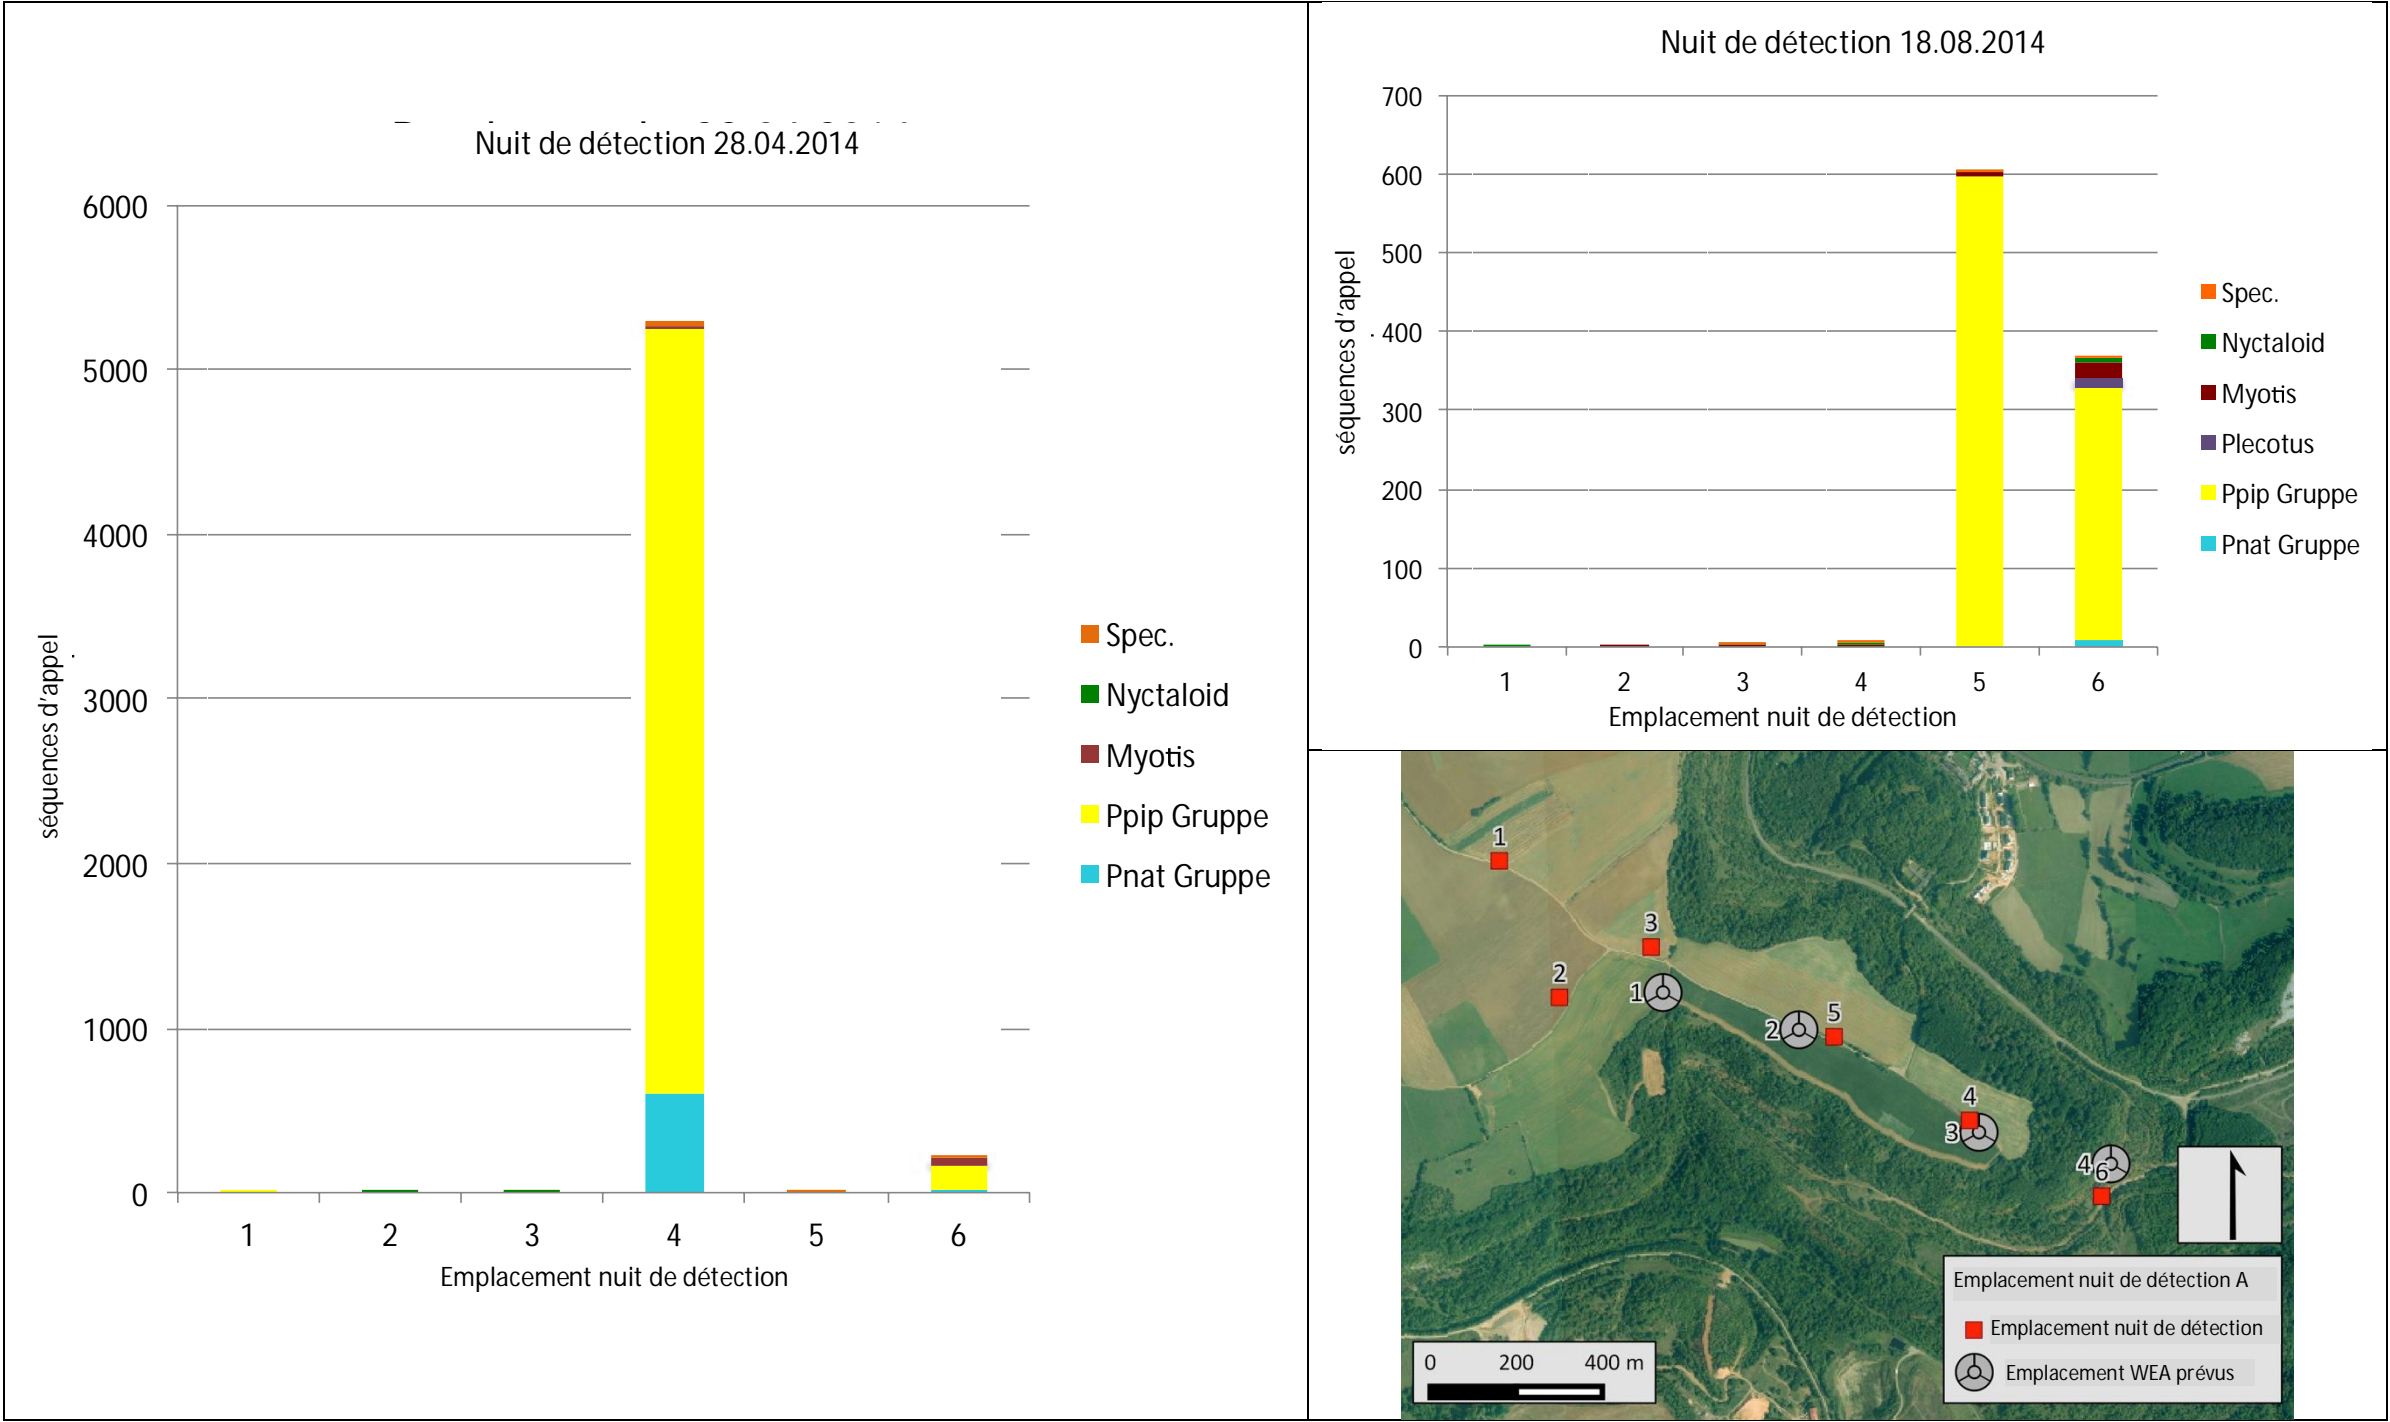 Nuit de détection 28.04.2014
6000
5000
4000
3000
2000
1000
0
séquences d'appel
1 2 3 4 5 6
Emplacement nuit de détection
Spec.
Nyctaloid
Myotis
Ppip Gruppe
Pnat Gruppe
Nuit de détection 18.08.2014
700
600
500
400
300
200
100
0
séquences d'appel
1 2 3 4 5 6
Emplacement nuit de détection
Spec.
Nyctaloid
Myotis
Plecotus
Ppip Gruppe
Pnat Gruppe
1
3
2
1
5
2
4
3
4
6
Emplacement nuit de détection A
Emplacement nuit de détection
Emplacement WEA prévus
0 200 400 m